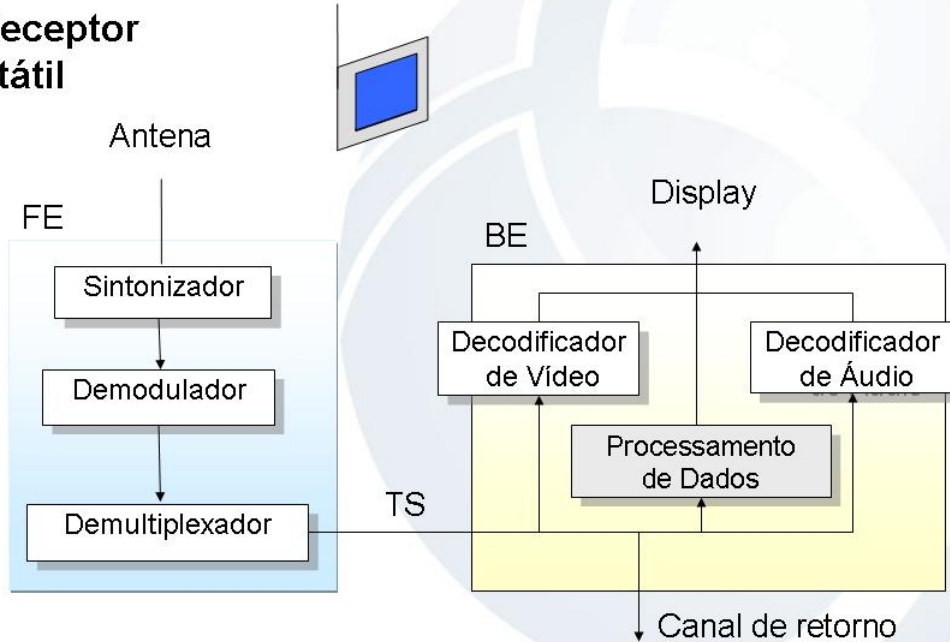 eceptor
tátil
Antena
FE
Sintonizador
Demodulador
Demultiplexador
TS
BE
Display
Decodificador
de Vídeo
Decodificador
de Áudio
Processamento
de Dados
Canal de retorno